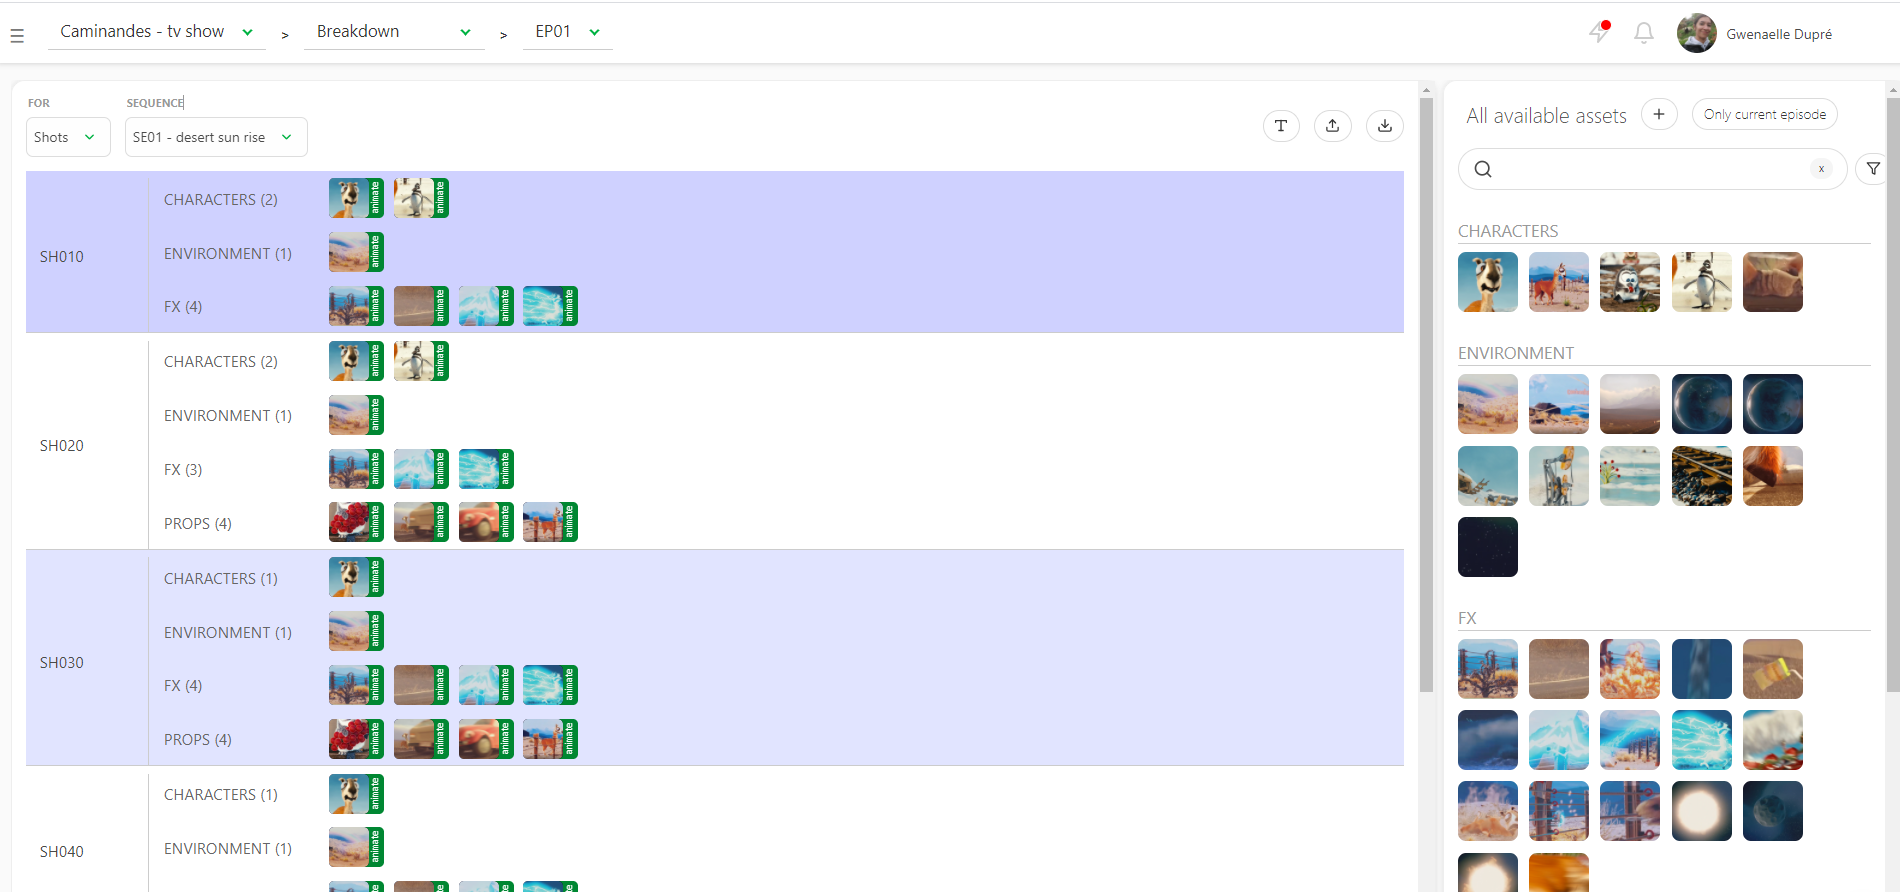 Caminandes - tv show > Breakdown > EP01
Gwenaelle Dupré
FOR SEQUENCE
Shots SE01 - desert sun rise
T
SH010
CHARACTERS (2) animate animate
ENVIRONMENT (1) animate
FX (4) animate animate animate animate
SH020
CHARACTERS (2) animate animate
ENVIRONMENT (1) animate
FX (3) animate animate animate
PROPS (4) animate animate animate animate
SH030
CHARACTERS (1) animate
ENVIRONMENT (1) animate
FX (4) animate animate animate animate
PROPS (4) animate animate animate animate
SH040
CHARACTERS (1) animate
ENVIRONMENT (1) animate
All available assets + Only current episode
x
CHARACTERS
ENVIRONMENT
FX